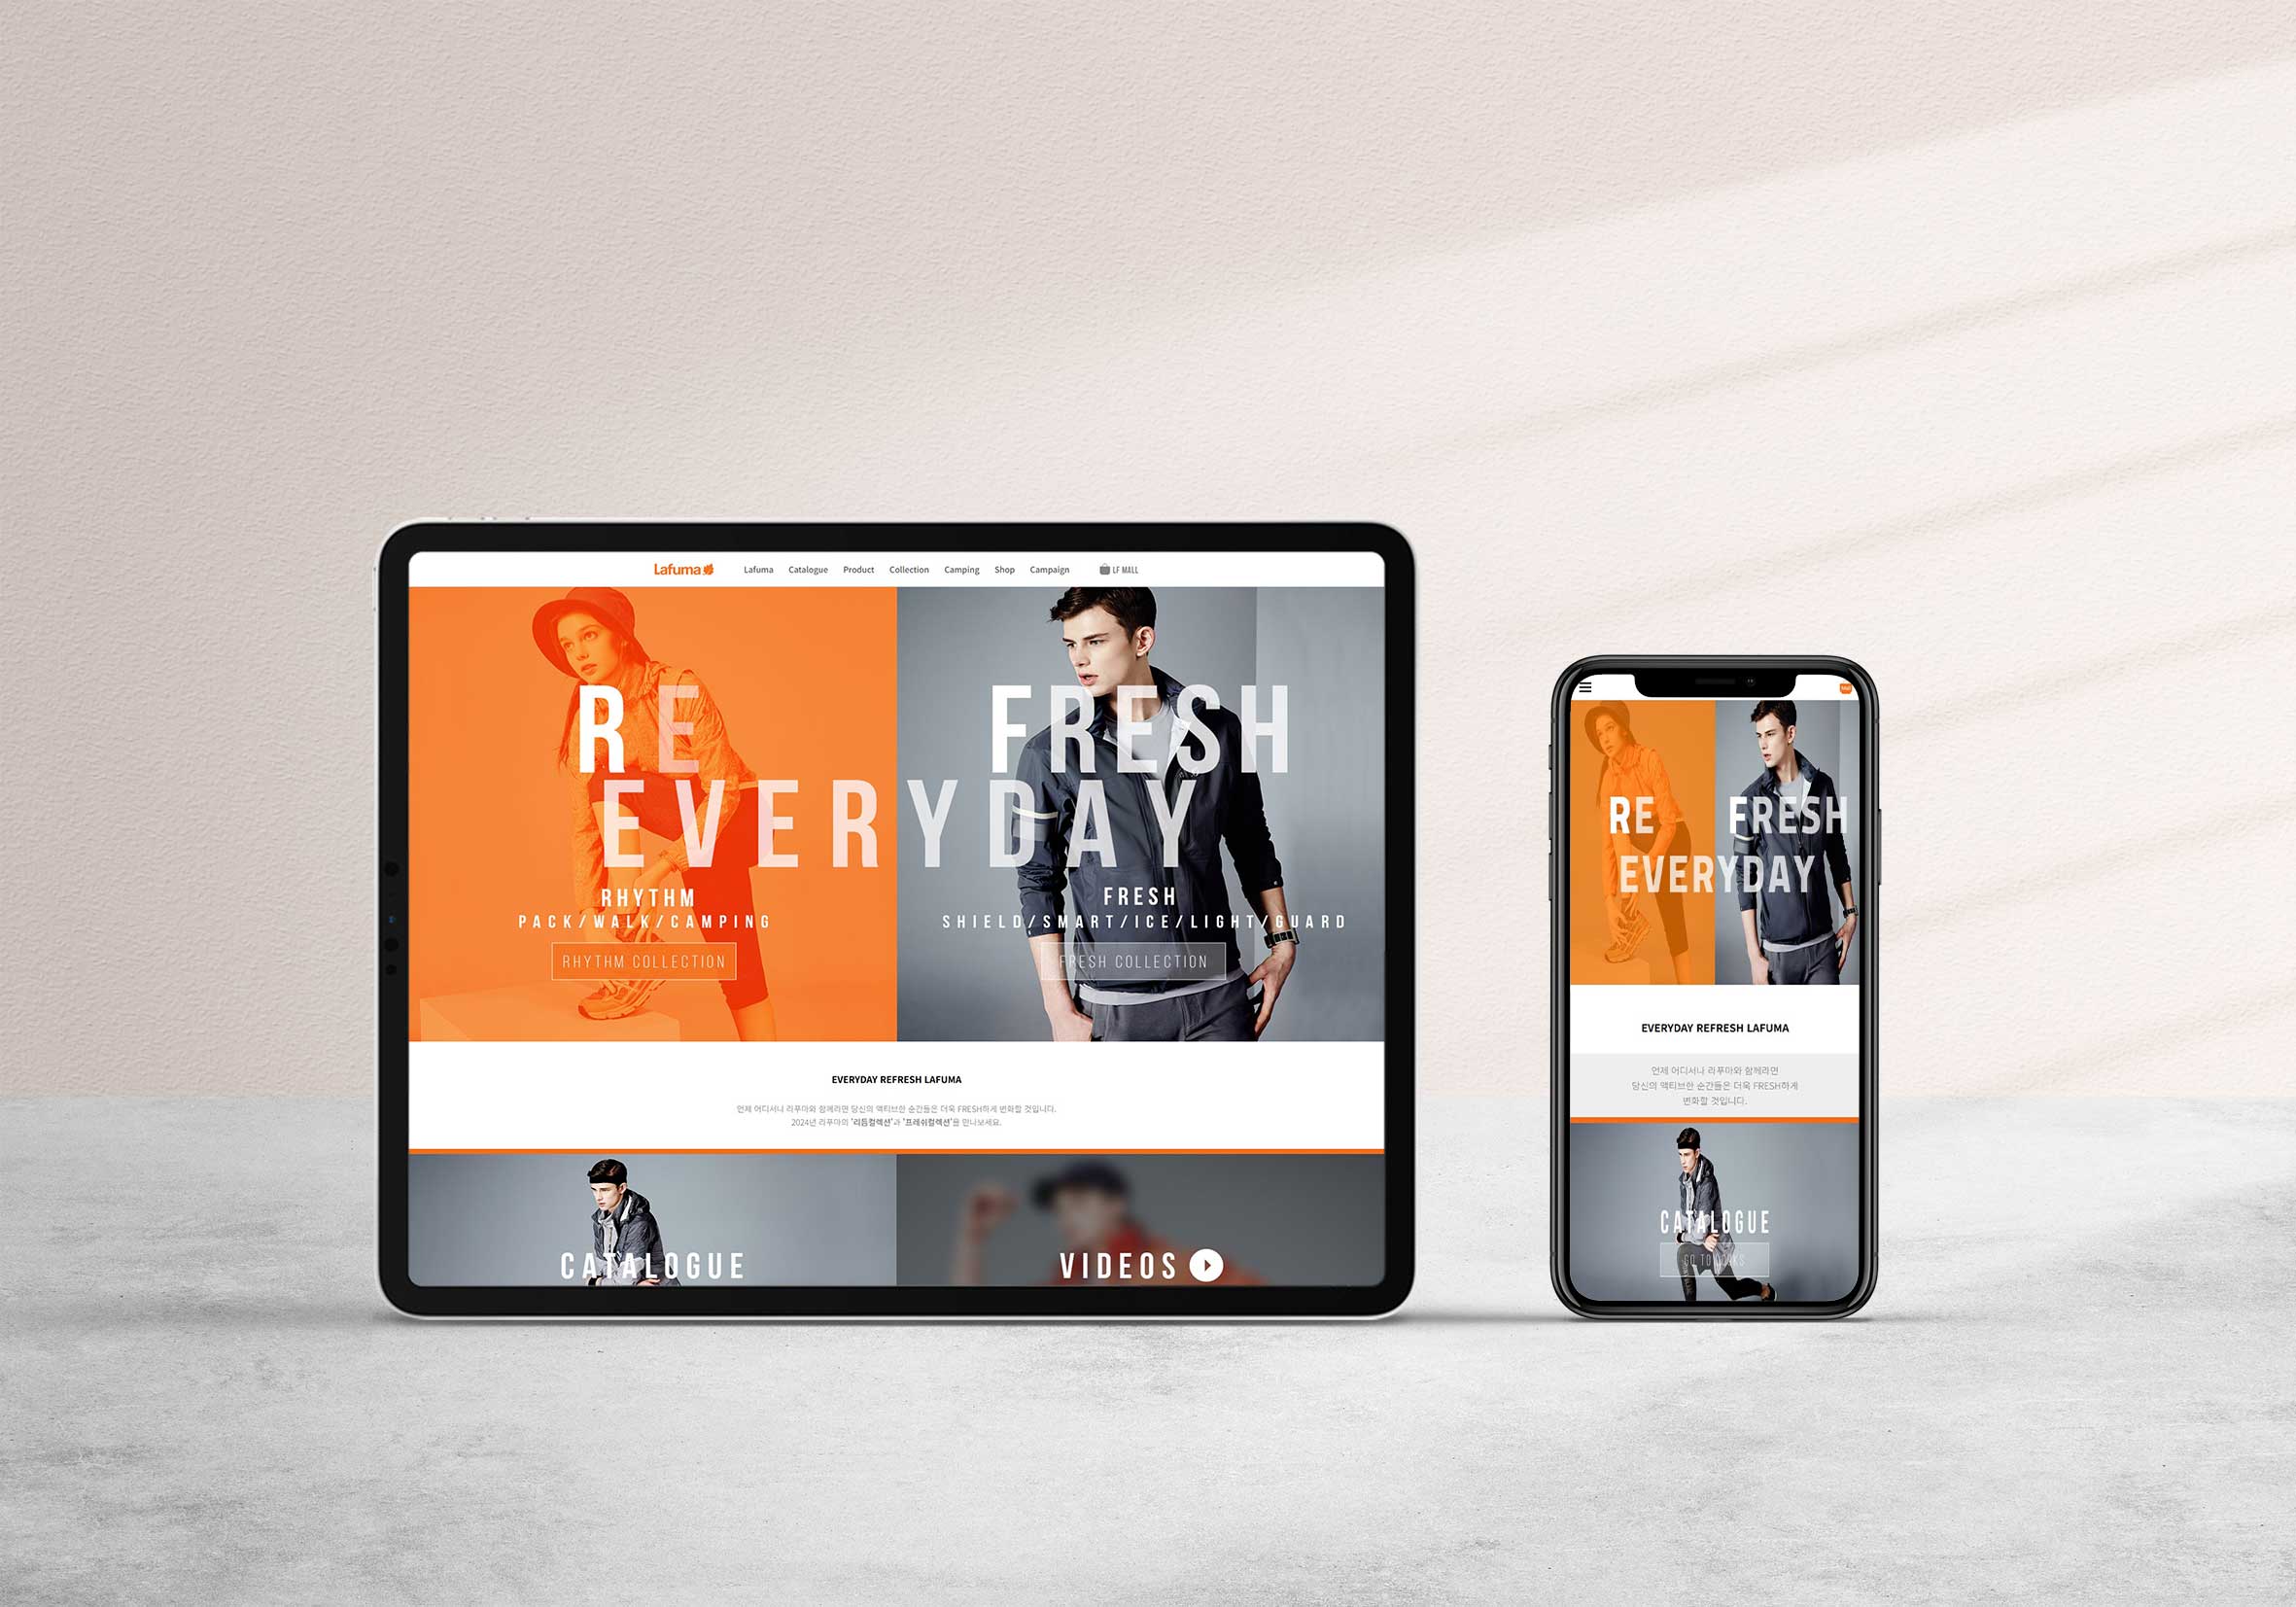 Lafuma
Lafuma Catalogue Product Collection Camping Shop Campaign LF MALL
RE FRESH
EVERYDAY
RHYTHM
PACK/WALK/CAMPING
RHYTHM COLLECTION
FRESH
SHIELD/SMART/ICE/LIGHT/GUARD
FRESH COLLECTION
EVERYDAY REFRESH LAFUMA
언제 어디서나 라푸마와 함께라면 당신의 액티브한 순간들은 더욱 FRESH하게 변화할 것입니다.
2024년 라푸마의 '리듬컬렉션'과 '프레쉬컬렉션'을 만나보세요.
CATALOGUE
VIDEOS
RE FRESH
EVERYDAY
EVERYDAY REFRESH LAFUMA
언제 어디서나 라푸마와 함께라면
당신의 액티브한 순간들은 더욱 FRESH하게
변화할 것입니다.
CATALOGUE